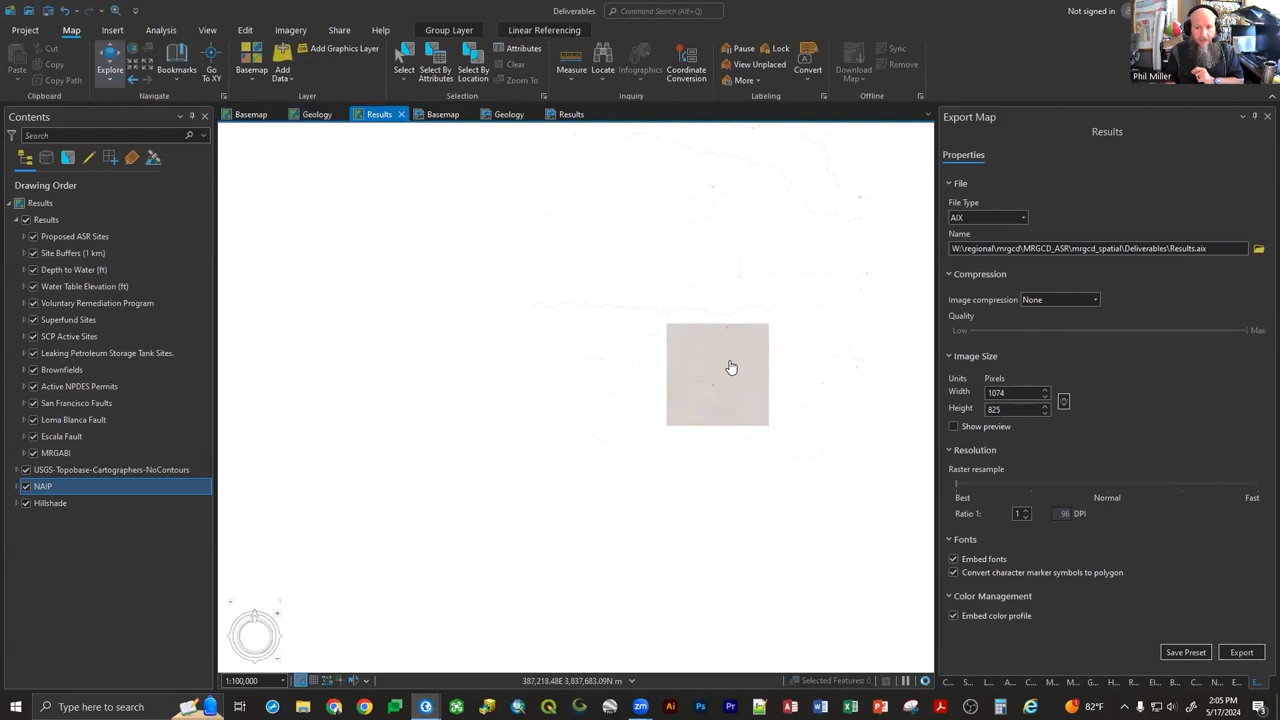 Deliverables
Command Search (Alt+Q)
Not signed in
Phil Miller
Project
Map
Insert
Analysis
View
Edit
Imagery
Share
Help
Group Layer
Linear Referencing
Paste
Cut
Copy
Copy Path
Clipboard
Explore
Bookmarks
Go
To XY
Navigate
Basemap
Add
Data
Add Graphics Layer
Layer
Select
Select By
Attributes
Select By
Location
Attributes
Clear
Zoom To
Selection
Measure
Locate
Infographics
Coordinate
Conversion
Inquiry
Pause
Lock
View Unplaced
More
Convert
Labeling
Download
Map
Sync
Remove
Offline
Contents
Search
Drawing Order
Results
Results
Proposed ASR Sites
Site Buffers (1 km)
Depth to Water (ft)
Water Table Elevation (ft)
Voluntary Remediation Program
Superfund Sites
SCP Active Sites
Leaking Petroleum Storage Tank Sites.
Brownfields
Active NPDES Permits
San Francisco Faults
Loma Blanca Fault
Escala Fault
MRGABI
USGS-Topobase-Cartographers-NoContours
NAIP
Hillshade
Basemap
Geology
Results
Basemap
Geology
Results
1:100,000
387,218.48E 3,837,683.09N m
Selected Features: 0
Export Map
Results
Properties
File
File Type
AIX
Name
W:\regional\mrgcd\MRGCD_ASR\mrgcd_spatial\Deliverables\Results.aix
Compression
Image compression
None
Quality
Low
Max
Image Size
Units
Pixels
Width
1074
Height
825
Show preview
Resolution
Raster resample
Best
Normal
Fast
Ratio 1:
1
96
DPI
Fonts
Embed fonts
Convert character marker symbols to polygon
Color Management
Embed color profile
Save Preset
Export
C...
S...
L...
A...
C...
S...
L...
M...
H...
C...
R...
E...
Type here to search
zm
Ai
Ps
Pr
82°F
2:05 PM
5/17/2024